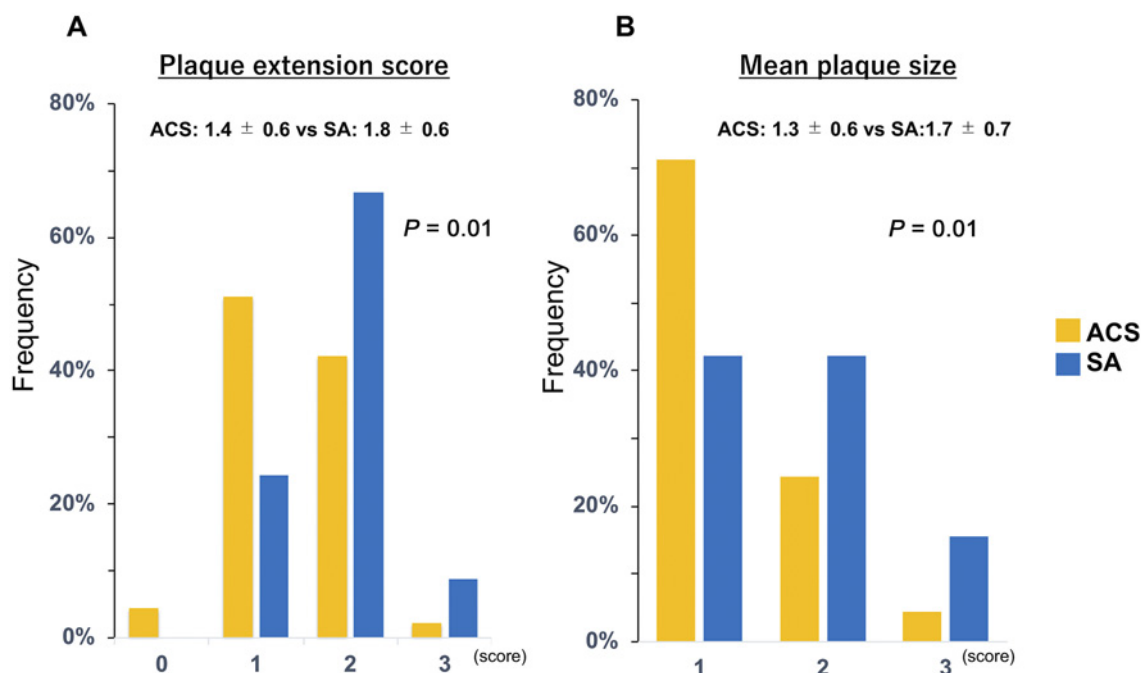 A
Plaque extension score
ACS: 1.4 ± 0.6 vs SA: 1.8 ± 0.6
P = 0.01
Frequency
80%
60%
40%
20%
0%
0 1 2 3 (score)
B
Mean plaque size
ACS: 1.3 ± 0.6 vs SA:1.7 ± 0.7
P = 0.01
Frequency
80%
60%
40%
20%
0%
1 2 3 (score)
ACS
SA